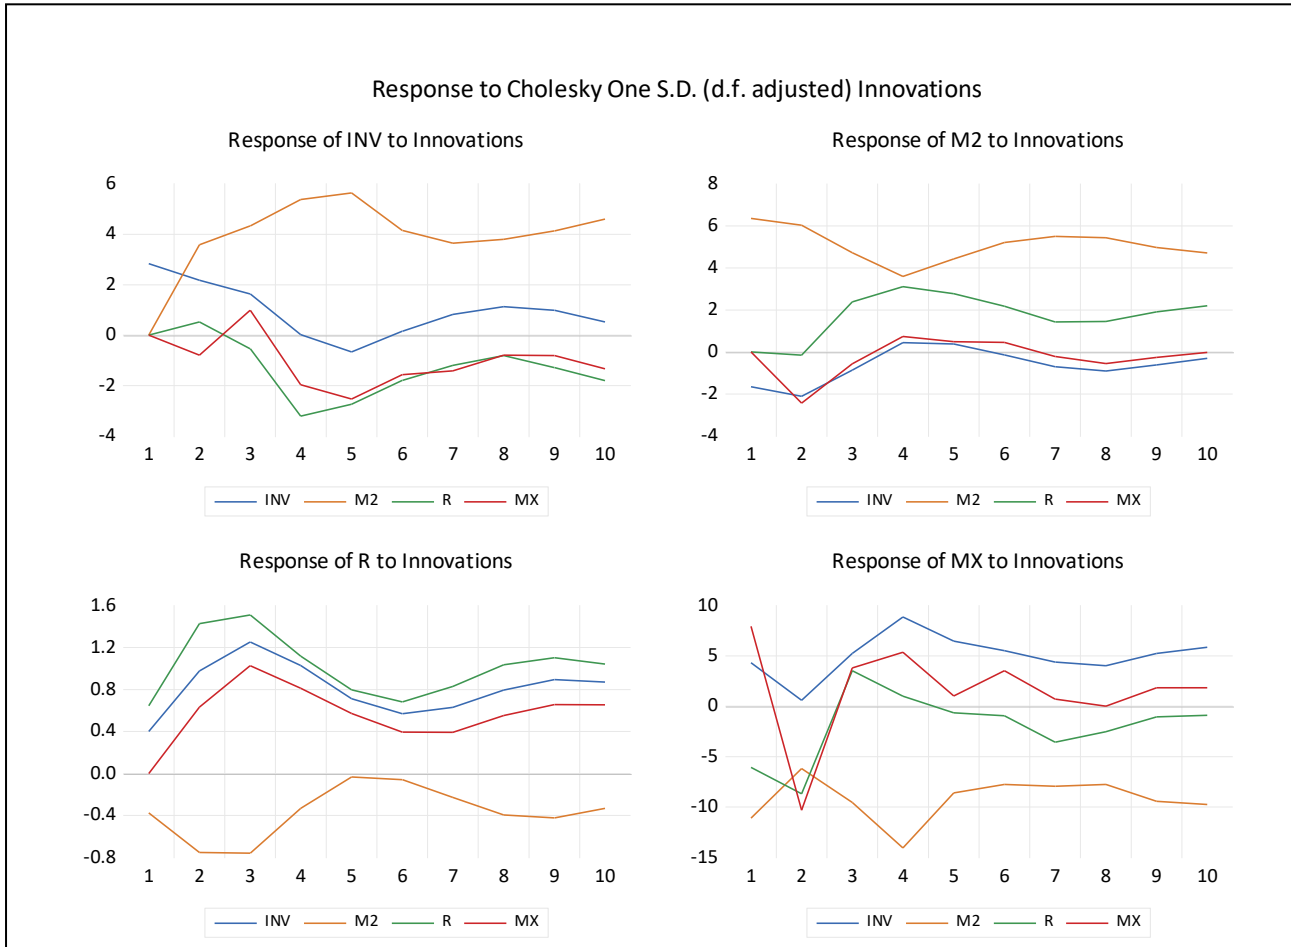 Response to Cholesky One S.D. (d.f. adjusted) Innovations
Response of INV to Innovations
6
4
2
0
-2
-4
1 2 3 4 5 6 7 8 9 10
INV M2 R MX
Response of M2 to Innovations
8
6
4
2
0
-2
-4
1 2 3 4 5 6 7 8 9 10
INV M2 R MX
Response of R to Innovations
1.6
1.2
0.8
0.4
0.0
-0.4
-0.8
1 2 3 4 5 6 7 8 9 10
INV M2 R MX
Response of MX to Innovations
10
5
0
-5
-10
-15
1 2 3 4 5 6 7 8 9 10
INV M2 R MX